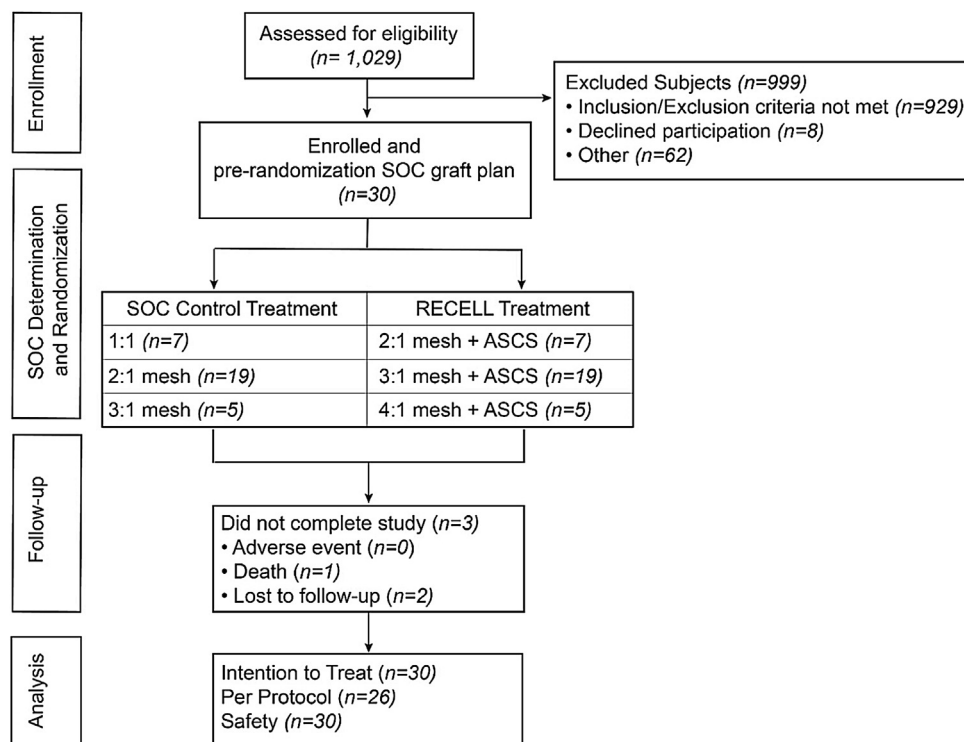 Enrollment
Assessed for eligibility
(n= 1,029)
Excluded Subjects (n=999)
• Inclusion/Exclusion criteria not met (n=929)
• Declined participation (n=8)
• Other (n=62)
Enrolled and
pre-randomization SOC graft plan
(n=30)
SOC Determination
and Randomization
SOC Control Treatment
RECELL Treatment
1:1 (n=7)
2:1 mesh + ASCS (n=7)
2:1 mesh (n=19)
3:1 mesh + ASCS (n=19)
3:1 mesh (n=5)
4:1 mesh + ASCS (n=5)
Follow-up
Did not complete study (n=3)
• Adverse event (n=0)
• Death (n=1)
• Lost to follow-up (n=2)
Analysis
Intention to Treat (n=30)
Per Protocol (n=26)
Safety (n=30)